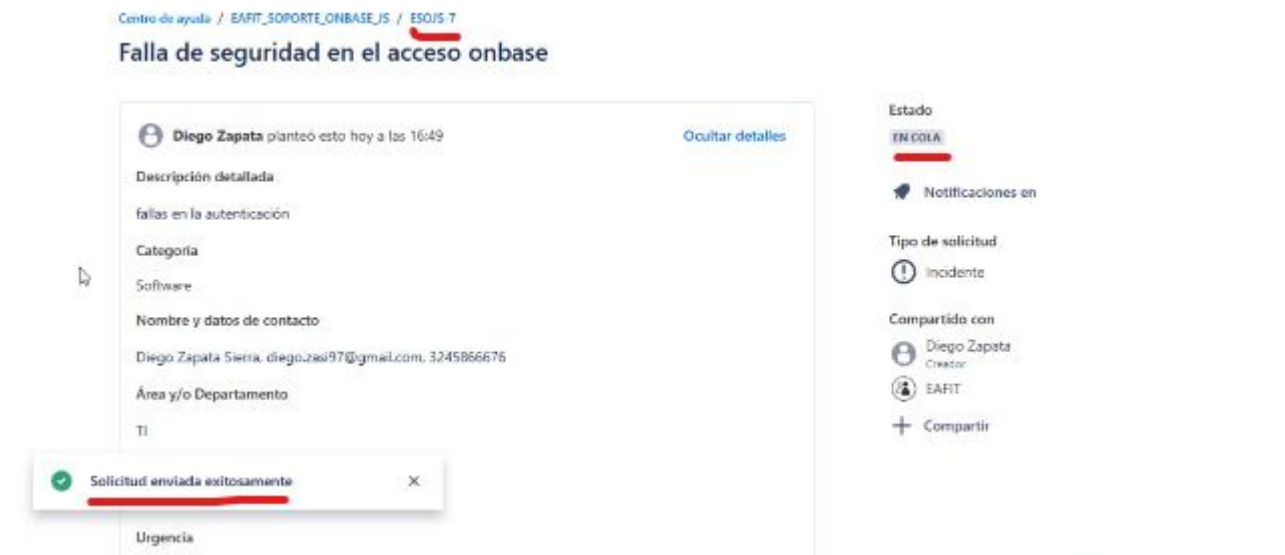 Centro de ayuda / EAFIT_SOPORTE_ONBASE_JS / ESOJS-7
Falla de seguridad en el acceso onbase
Diego Zapata planteó esto hoy a las 16:49
Ocultar detalles
Descripción detallada
fallas en la autenticación
Categoría
Software
Nombre y datos de contacto
Diego Zapata Sierra, diego.zasi97@gmail.com, 3245866676
Área y/o Departamento
TI
Solicitud enviada exitosamente
Urgencia
Estado
EN COLA
Notificaciones en
Tipo de solicitud
Incidente
Compartido con
Diego Zapata
Creador
EAFIT
Compartir